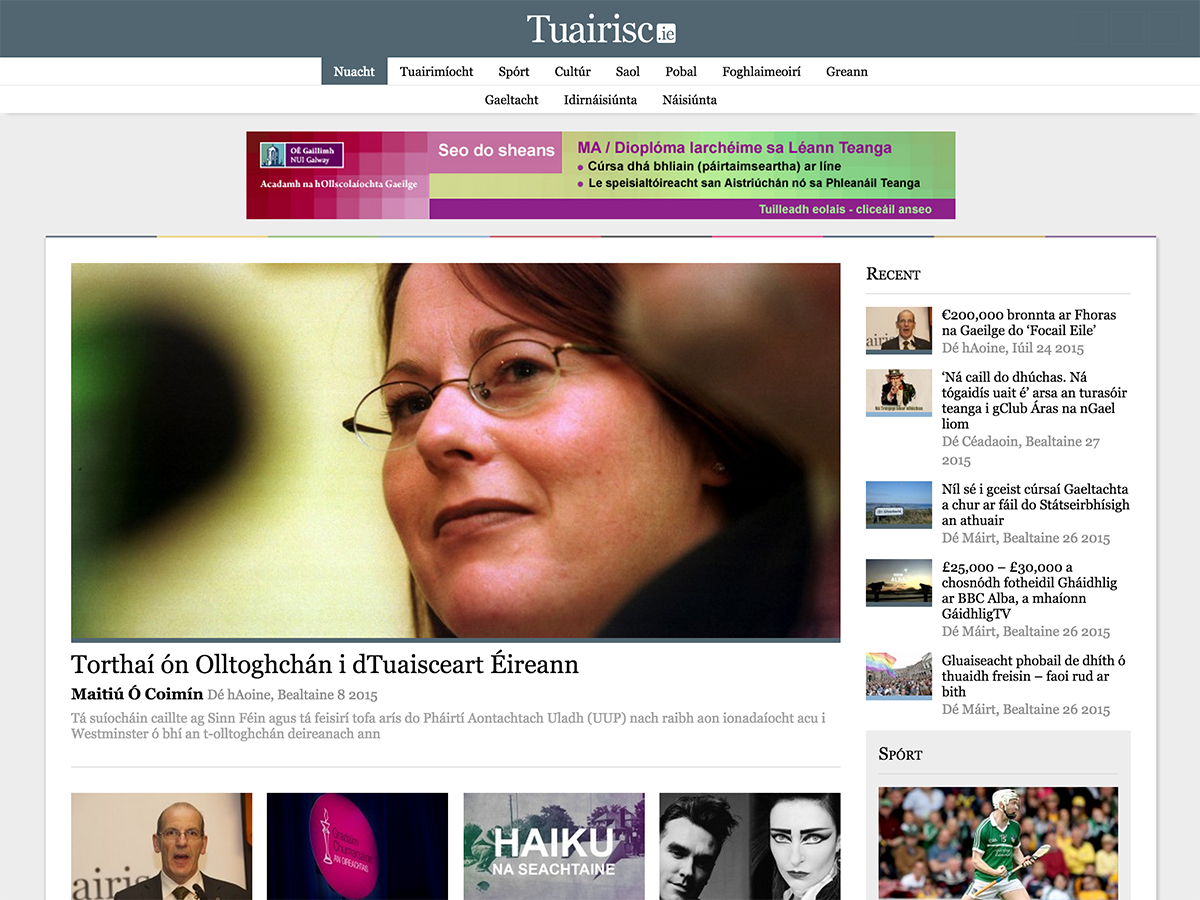 Tuairisc.ie
Nuacht Tuairimíocht Spórt Cultúr Saol Pobal Foghlaimeoirí Greann
Gaeltacht Idirnáisiúnta Náisiúnta
OÉ Gaillimh
NUI Galway
Acadamh na hOllscolaíochta Gaeilge
Seo do sheans
MA / Dioplóma Iarchéime sa Léann Teanga
• Cúrsa dhá bhliain (páirtaimseartha) ar líne
• Le speisialtóireacht san Aistriúchán nó sa Phleanáil Teanga
Tuilleadh eolais - cliceáil anseo
Torthaí ón Olltoghchán i dTuaisceart Éireann
Maitiú Ó Coimín Dé hAoine, Bealtaine 8 2015
Tá suíocháin caillte ag Sinn Féin agus tá feisirí tofa arís do Pháirtí Aontachtach Uladh (UUP) nach raibh aon ionadaíocht acu i
Westminster ó bhí an t-olltoghchán deireanach ann
airis
AN OIREACHTAIS
HAIKU
NA SEACHTAINE
RECENT
€200,000 bronnta ar Fhoras
na Gaeilge do ‘Focail Eile’
Dé hAoine, Iúil 24 2015
‘Ná caill do dhúchas. Ná
tógaidís uait é’ arsa an turasóir
teanga i gClub Áras na nGael
liom
Dé Céadaoin, Bealtaine 27
2015
Níl sé i gceist cúrsaí Gaeltachta
a chur ar fáil do Státseirbhísigh
an athuair
Dé Máirt, Bealtaine 26 2015
£25,000 – £30,000 a
chosnódh fotheidil Gháidhlig
ar BBC Alba, a mhaíonn
GáidhligTV
Dé Máirt, Bealtaine 26 2015
Gluaiseacht phobail de dhíth ó
thuaidh freisin – faoi rud ar
bith
Dé Máirt, Bealtaine 26 2015
SPÓRT